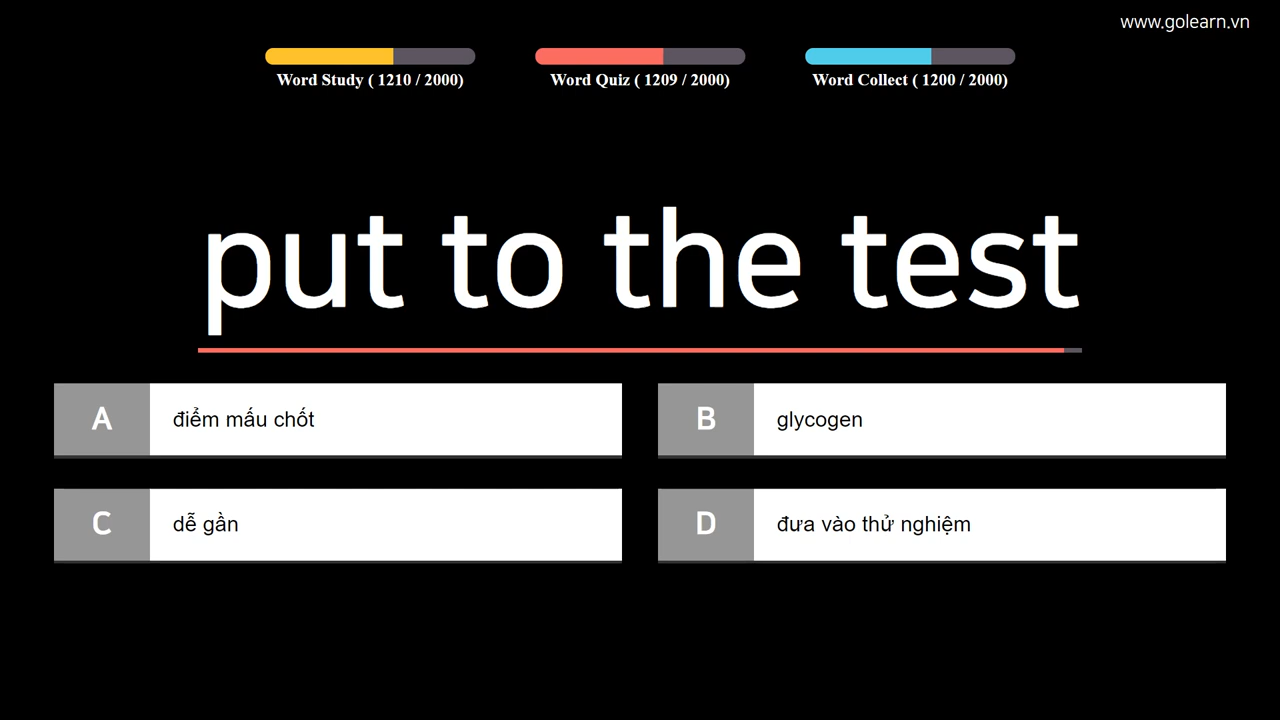 www.golearn.vn
Word Study ( 1210 / 2000)
Word Quiz ( 1209 / 2000)
Word Collect ( 1200 / 2000)
put to the test
A điểm mấu chốt
B glycogen
C dễ gần
D đưa vào thử nghiệm